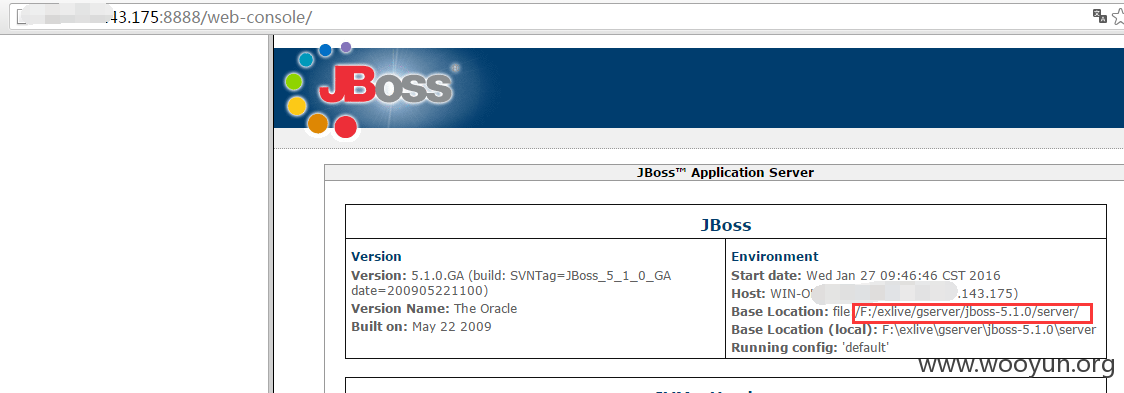 43.175:8888/web-console/
JBoss
JBoss™ Application Server
JBoss
Version
Version: 5.1.0.GA (build: SVNTag=JBoss_5_1_0_GA
date=200905221100)
Version Name: The Oracle
Built on: May 22 2009
Environment
Start date: Wed Jan 27 09:46:46 CST 2016
Host: WIN-O .143.175)
Base Location: file:/F:/exlive/gserver/jboss-5.1.0/server/
Base Location (local): F:\exlive\gserver\jboss-5.1.0\server
Running config: 'default'
www.wooyun.org